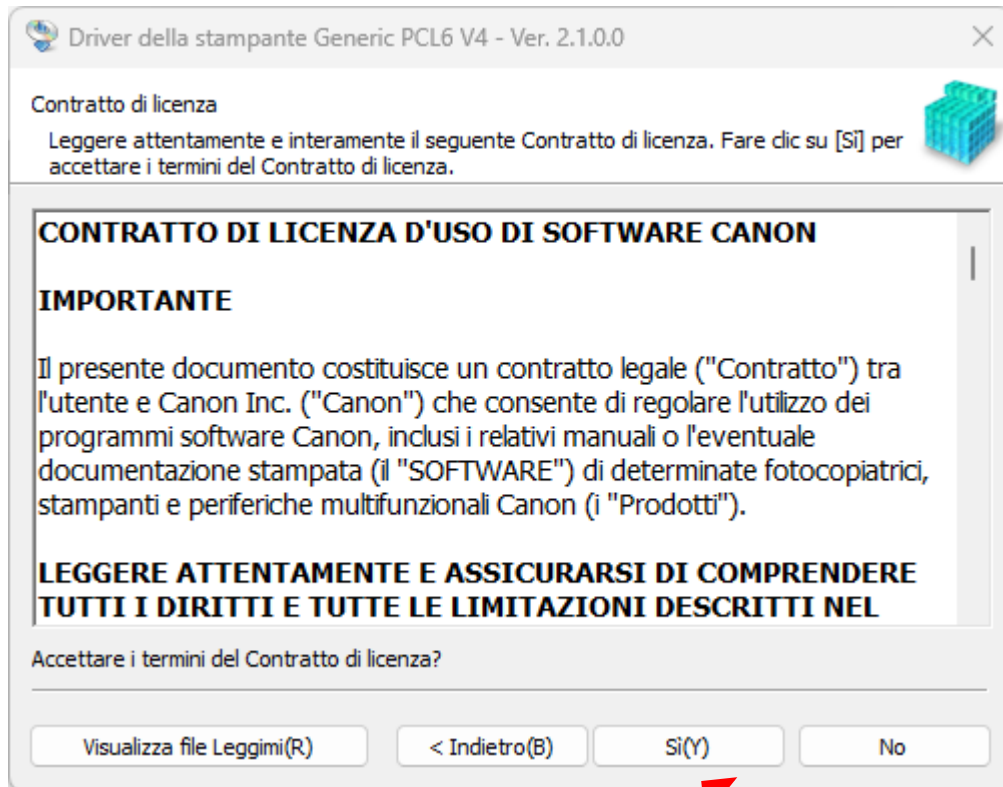 Driver della stampante Generic PCL6 V4 - Ver. 2.1.0.0
Contratto di licenza
Leggere attentamente e interamente il seguente Contratto di licenza. Fare clic su [Sì] per
accettare i termini del Contratto di licenza.
CONTRATTO DI LICENZA D'USO DI SOFTWARE CANON
IMPORTANTE
Il presente documento costituisce un contratto legale ("Contratto") tra
l'utente e Canon Inc. ("Canon") che consente di regolare l'utilizzo dei
programmi software Canon, inclusi i relativi manuali o l'eventuale
documentazione stampata (il "SOFTWARE") di determinate fotocopiatrici,
stampanti e periferiche multifunzionali Canon (i "Prodotti").
LEGGERE ATTENTAMENTE E ASSICURARSI DI COMPRENDERE
TUTTI I DIRITTI E TUTTE LE LIMITAZIONI DESCRITTI NEL
Accettare i termini del Contratto di licenza?
Visualizza file Leggimi(R)
< Indietro(B)
Sì(Y)
No